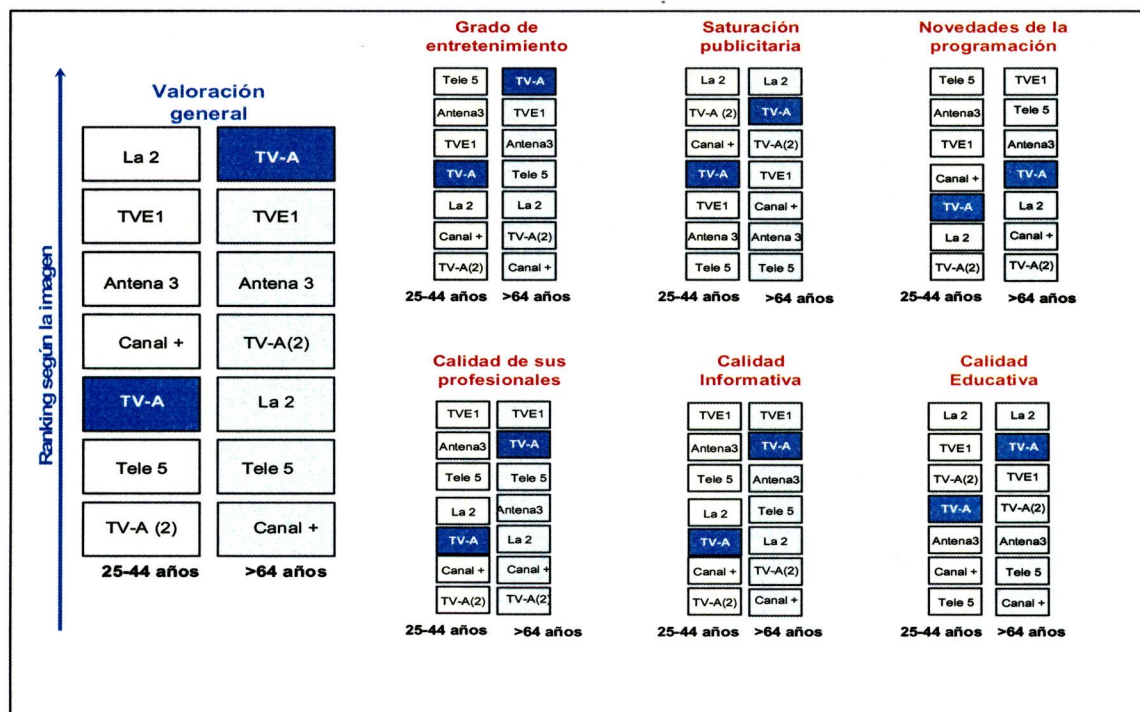 Ranking según la imagen
Valoración
general
La 2
TV-A
TVE1
TVE1
Antena 3
Antena 3
Canal +
TV-A(2)
TV-A
La 2
Tele 5
Tele 5
TV-A (2)
Canal +
25-44 años
>64 años
Grado de
entretenimiento
Tele 5
TV-A
Antena3
TVE1
TVE1
Antena3
TV-A
Tele 5
La 2
La 2
Canal +
TV-A(2)
TV-A(2)
Canal +
25-44 años
>64 años
Saturación
publicitaria
La 2
La 2
TV-A (2)
TV-A
Canal +
TV-A(2)
TV-A
TVE1
TVE1
Canal +
Antena 3
Antena 3
Tele 5
Tele 5
25-44 años
>64 años
Novedades de la
programación
Tele 5
TVE1
Antena3
Tele 5
TVE1
Antena3
Canal +
TV-A
TV-A
La 2
La 2
Canal +
TV-A(2)
TV-A(2)
25-44 años
>64 años
Calidad de sus
profesionales
TVE1
TVE1
Antena3
TV-A
Tele 5
Tele 5
La 2
Antena3
TV-A
La 2
Canal +
Canal +
TV-A(2)
TV-A(2)
25-44 años
>64 años
Calidad
Informativa
TVE1
TVE1
Antena3
TV-A
Tele 5
Antena3
La 2
Tele 5
TV-A
La 2
Canal +
TV-A(2)
TV-A(2)
Canal +
25-44 años
>64 años
Calidad
Educativa
La 2
La 2
TVE1
TV-A
TV-A(2)
TVE1
TV-A
TV-A(2)
Antena3
Antena3
Canal +
Tele 5
Tele 5
Canal +
25-44 años
>64 años